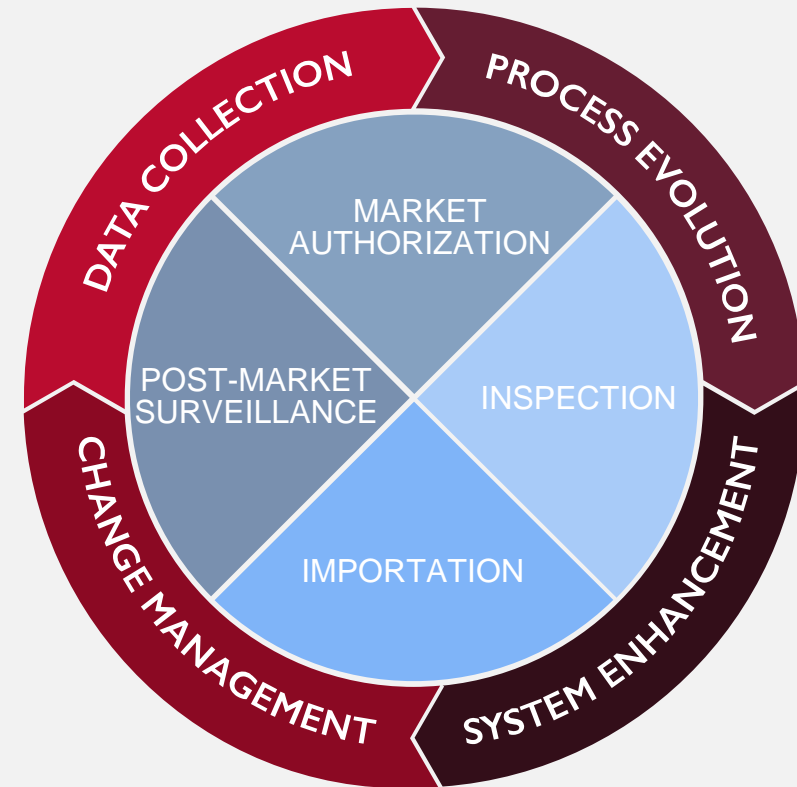 DATA COLLECTION
PROCESS EVOLUTION
MARKET
AUTHORIZATION
POST-MARKET
SURVEILLANCE
INSPECTION
IMPORTATION
CHANGE MANAGEMENT
SYSTEM ENHANCEMENT